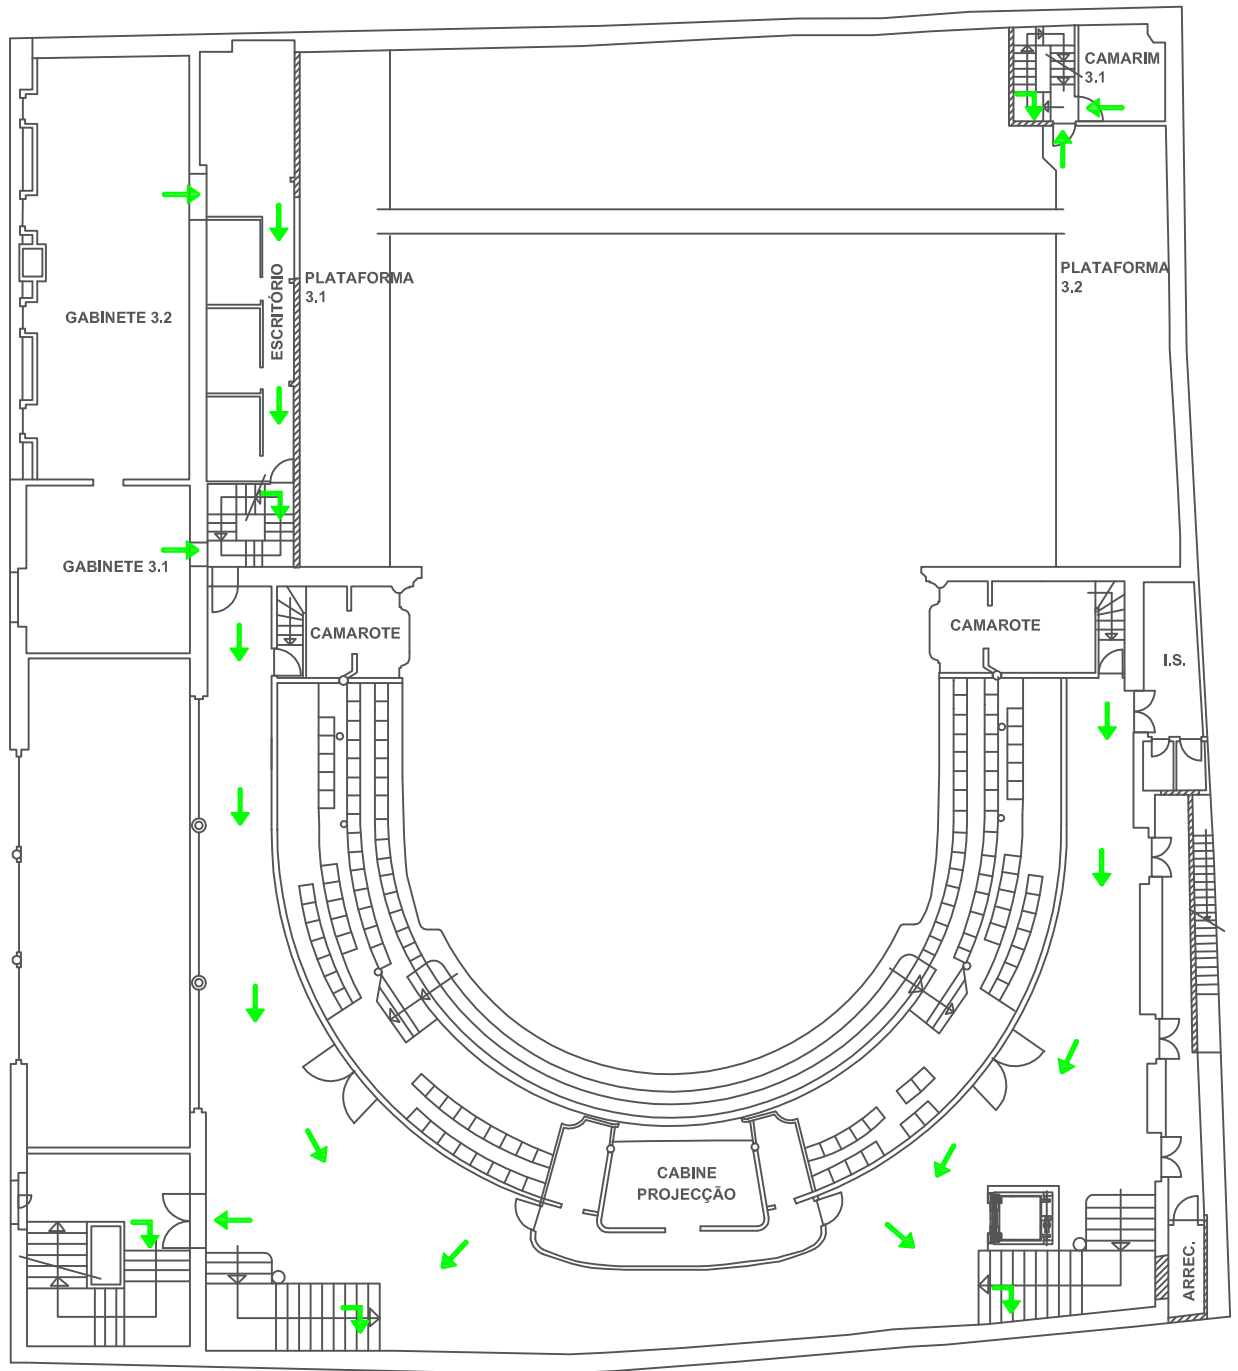 CAMARIM
3.1
PLATAFORMA
3.1
PLATAFORMA
3.2
ESCRITÓRIO
GABINETE 3.2
GABINETE 3.1
CAMAROTE
CAMAROTE
I.S.
CABINE
PROJECÇÃO
ARREC.